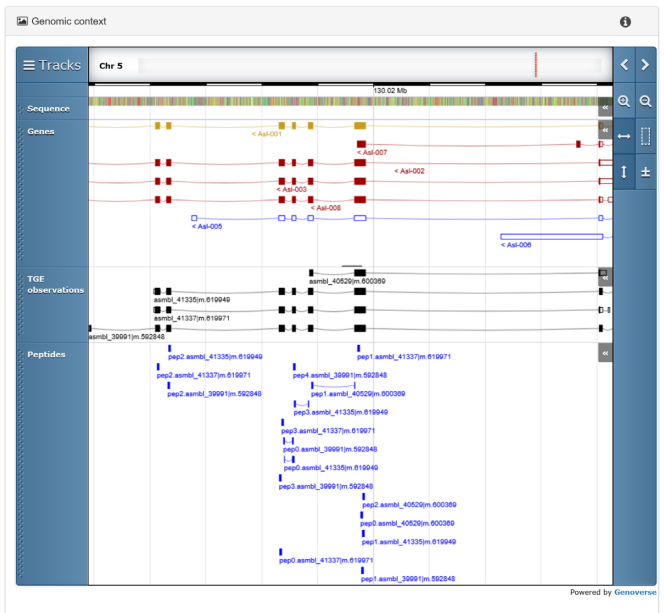 Genomic context
Tracks
Chr 5
130.02 Mb
Sequence
Genes
< Asl-001
< Asl-007
< Asl-002
< Asl-003
< Asl-008
< Asl-005
< Asl-006
TGE
observations
asmbl_40529|m.600369
asmbl_41335|m.619949
asmbl_41337|m.619971
asmbl_39991|m.592848
Peptides
pep2.asmbl_41335|m.619949
pep1.asmbl_41337|m.619971
pep2.asmbl_41337|m.619971
pep4.asmbl_39991|m.592848
pep2.asmbl_39991|m.592848
pep1.asmbl_40529|m.600369
pep3.asmbl_41335|m.619949
pep3.asmbl_41337|m.619971
pep0.asmbl_39991|m.592848
pep0.asmbl_41335|m.619949
pep3.asmbl_39991|m.592848
pep2.asmbl_40529|m.600369
pep0.asmbl_40529|m.600369
pep1.asmbl_41335|m.619949
pep0.asmbl_41337|m.619971
pep1.asmbl_39991|m.592848
Powered by Genoverse